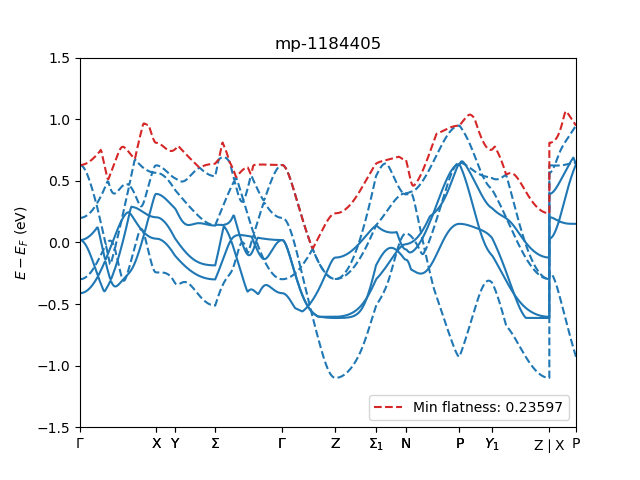 mp-1184405
E − E_F (eV)
1.5
1.0
0.5
0.0
−0.5
−1.0
−1.5
Min flatness: 0.23597
Γ X Y Σ Γ Z Σ₁ N P Y₁ Z | X P